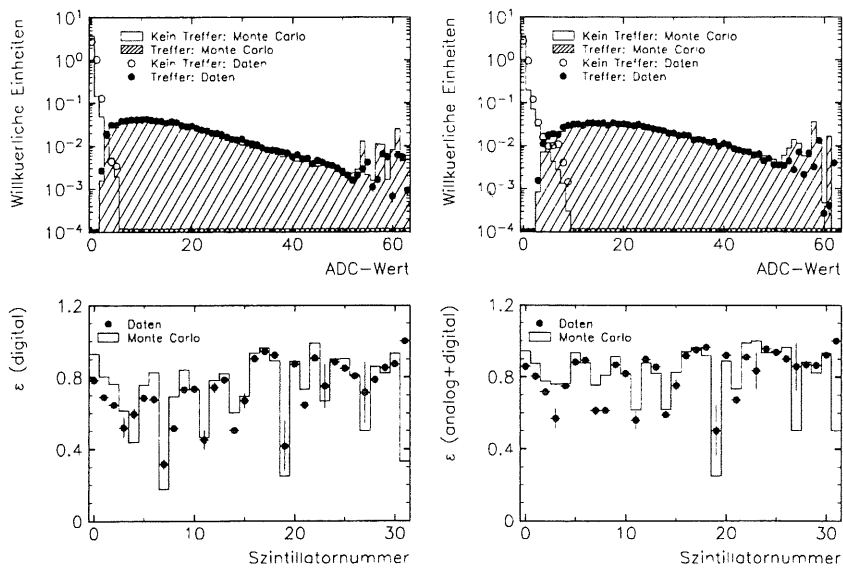 Willkuerliche Einheiten
10^1
10^0
10^-1
10^-2
10^-3
10^-4
Kein Treffer: Monte Carlo
Treffer: Monte Carlo
Kein Treffer: Daten
Treffer: Daten
0 20 40 60
ADC-Wert
Willkuerliche Einheiten
10^1
10^0
10^-1
10^-2
10^-3
10^-4
Kein Treffer: Monte Carlo
Treffer: Monte Carlo
Kein Treffer: Daten
Treffer: Daten
0 20 40 60
ADC-Wert
ε (digital)
1.2
0.8
0.4
0
Daten
Monte Carlo
0 10 20 30
Szintillatornummer
ε (analog+digital)
1.2
0.8
0.4
0
Daten
Monte Carlo
0 10 20 30
Szintillatornummer